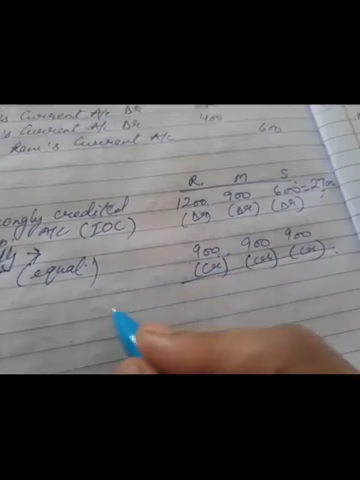 's Current A/c Dr
's Current A/c Dr 400
Ram's Current A/c 600
R M S
ongly credited 1200 900 600 = 2700
A/c (IOC) (Dr) (Dr) (Dr)
lly → 900 900 900
(equal) (Cr) (Cr) (Cr)